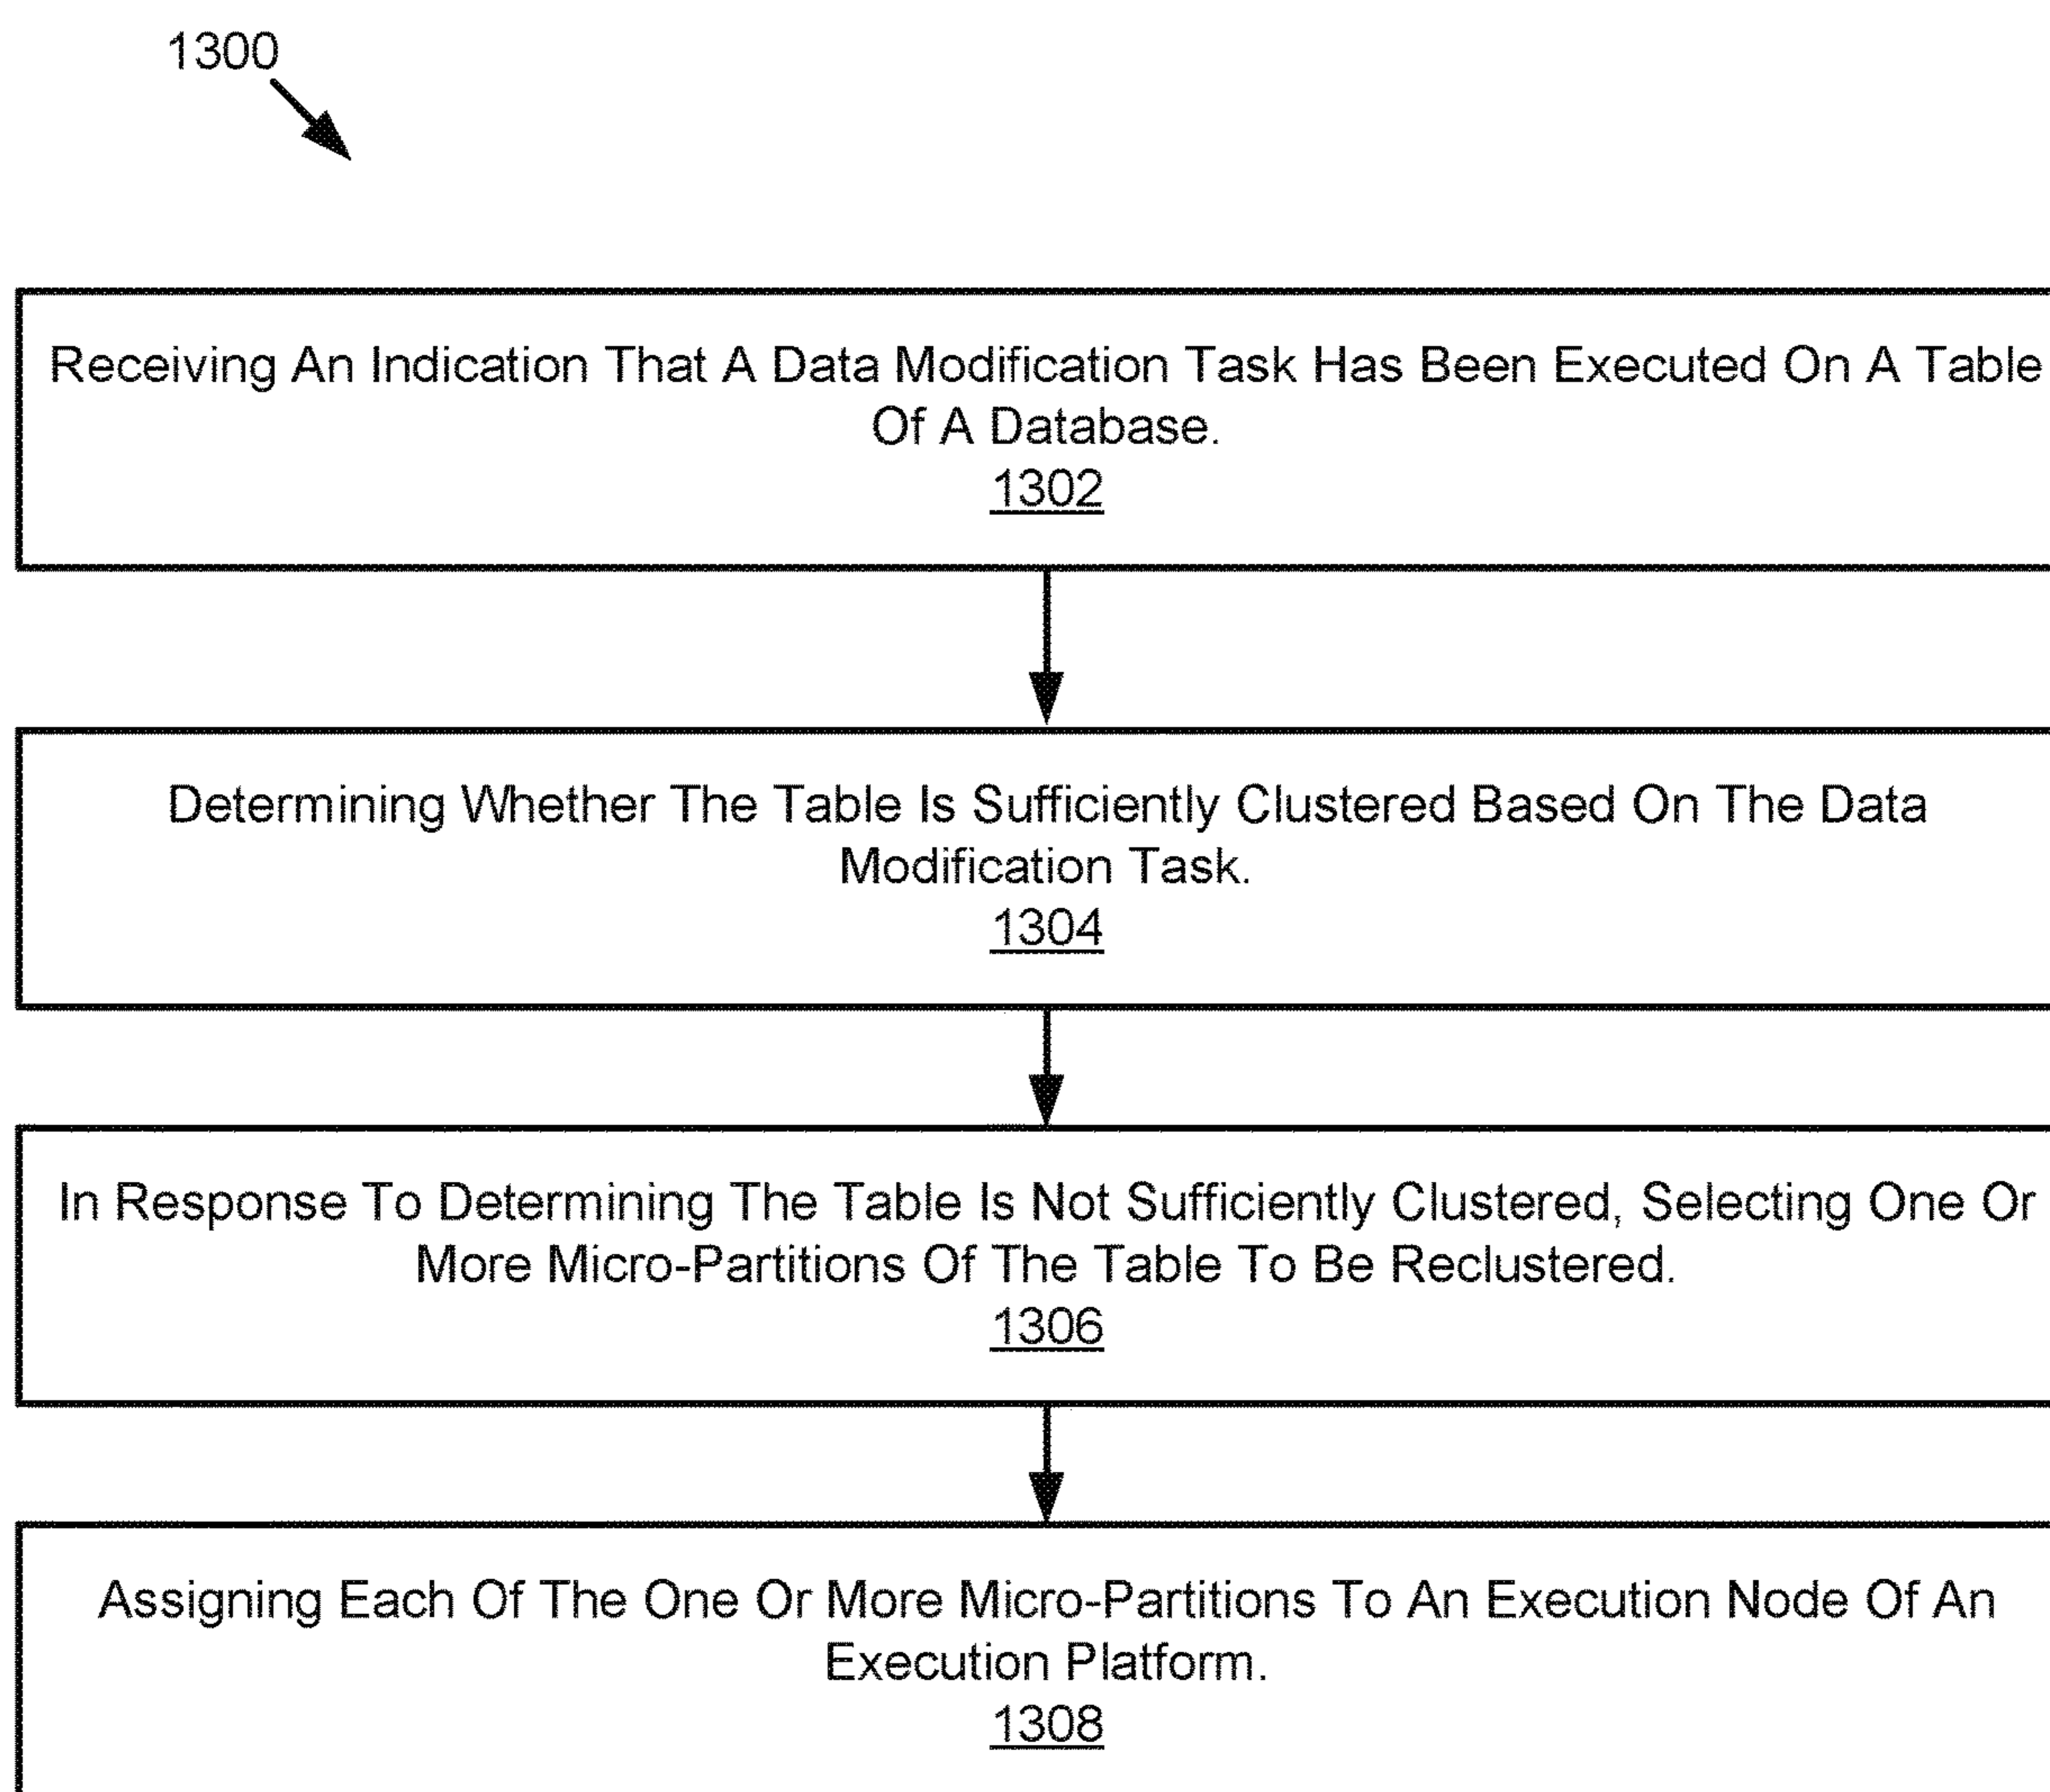 1300
Receiving An Indication That A Data Modification Task Has Been Executed On A Table
Of A Database.
1302
Determining Whether The Table Is Sufficiently Clustered Based On The Data
Modification Task.
1304
In Response To Determining The Table Is Not Sufficiently Clustered, Selecting One Or
More Micro-Partitions Of The Table To Be Reclustered.
1306
Assigning Each Of The One Or More Micro-Partitions To An Execution Node Of An
Execution Platform.
1308